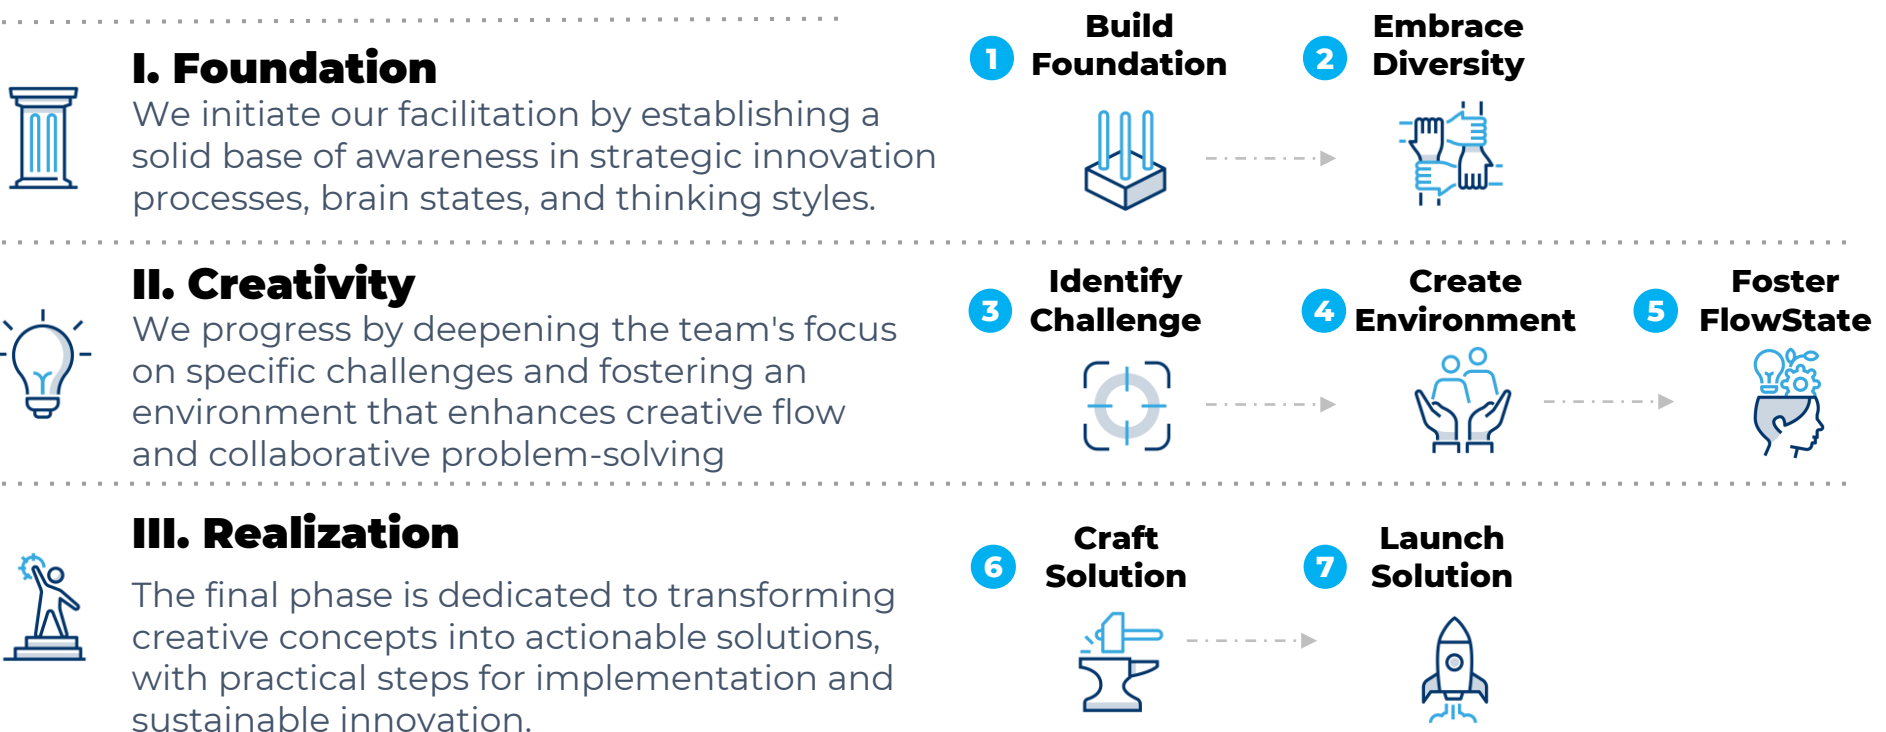 I. Foundation
We initiate our facilitation by establishing a
solid base of awareness in strategic innovation
processes, brain states, and thinking styles.
1
Build
Foundation
2
Embrace
Diversity
II. Creativity
We progress by deepening the team's focus
on specific challenges and fostering an
environment that enhances creative flow
and collaborative problem-solving
3
Identify
Challenge
4
Create
Environment
5
Foster
FlowState
III. Realization
The final phase is dedicated to transforming
creative concepts into actionable solutions,
with practical steps for implementation and
sustainable innovation.
6
Craft
Solution
7
Launch
Solution